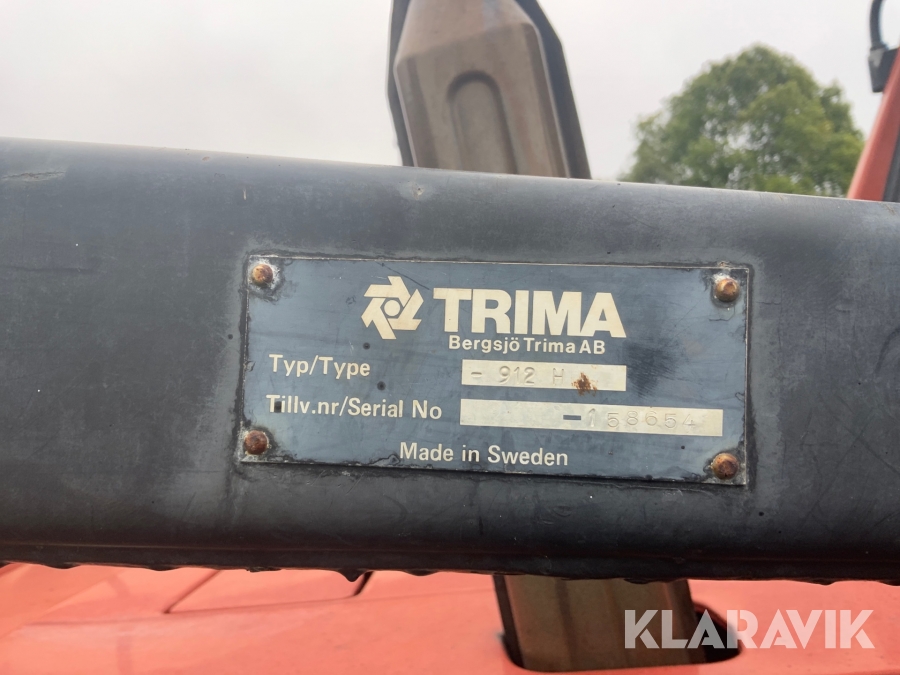 TRIMA
Bergsjö Trima AB
Typ/Type - 912 H
Tillv.nr/Serial No -158654
Made in Sweden
KLARAVIK